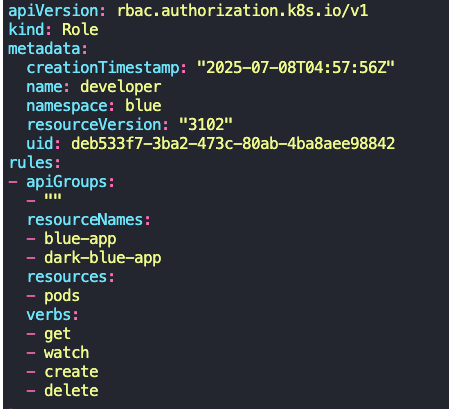 apiVersion: rbac.authorization.k8s.io/v1
kind: Role
metadata:
  creationTimestamp: "2025-07-08T04:57:56Z"
  name: developer
  namespace: blue
  resourceVersion: "3102"
  uid: deb533f7-3ba2-473c-80ab-4ba8aee98842
rules:
- apiGroups:
  - ""
  resourceNames:
  - blue-app
  - dark-blue-app
  resources:
  - pods
  verbs:
  - get
  - watch
  - create
  - delete